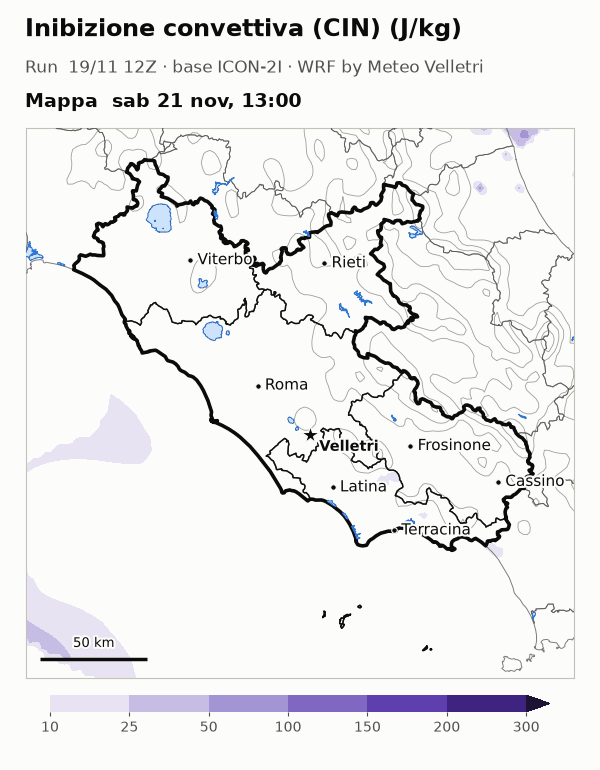 Inibizione convettiva (CIN) (J/kg)
Run  19/11 12Z · base ICON-2I · WRF by Meteo Velletri
Mappa  sab 21 nov, 13:00
Viterbo
Rieti
Roma
Velletri
Frosinone
Cassino
Latina
Terracina
50 km
10 25 50 100 150 200 300